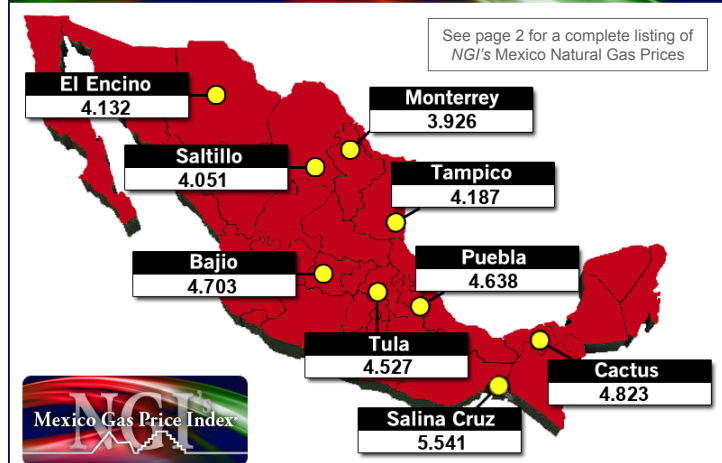 See page 2 for a complete listing of
NGI's Mexico Natural Gas Prices
El Encino
4.132
Monterrey
3.926
Saltillo
4.051
Tampico
4.187
Bajio
4.703
Puebla
4.638
Tula
4.527
Cactus
4.823
Salina Cruz
5.541
NGI's
Mexico Gas Price Index®